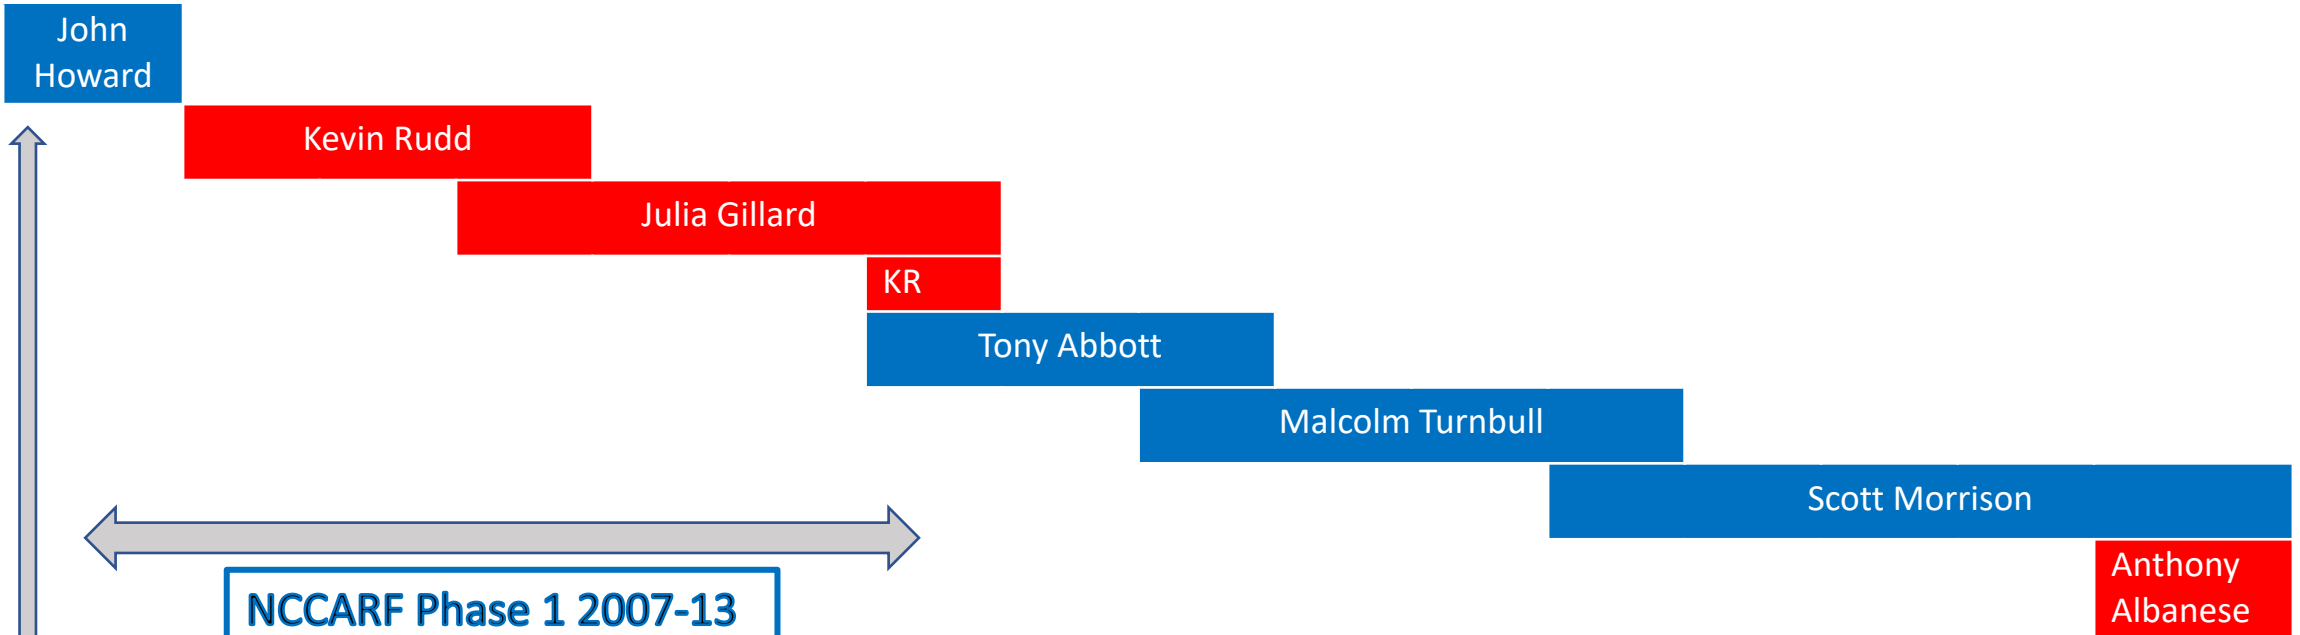 John
Howard
Kevin Rudd
Julia Gillard
KR
Tony Abbott
Malcolm Turnbull
Scott Morrison
Anthony
Albanese
NCCARF Phase 1 2007-13